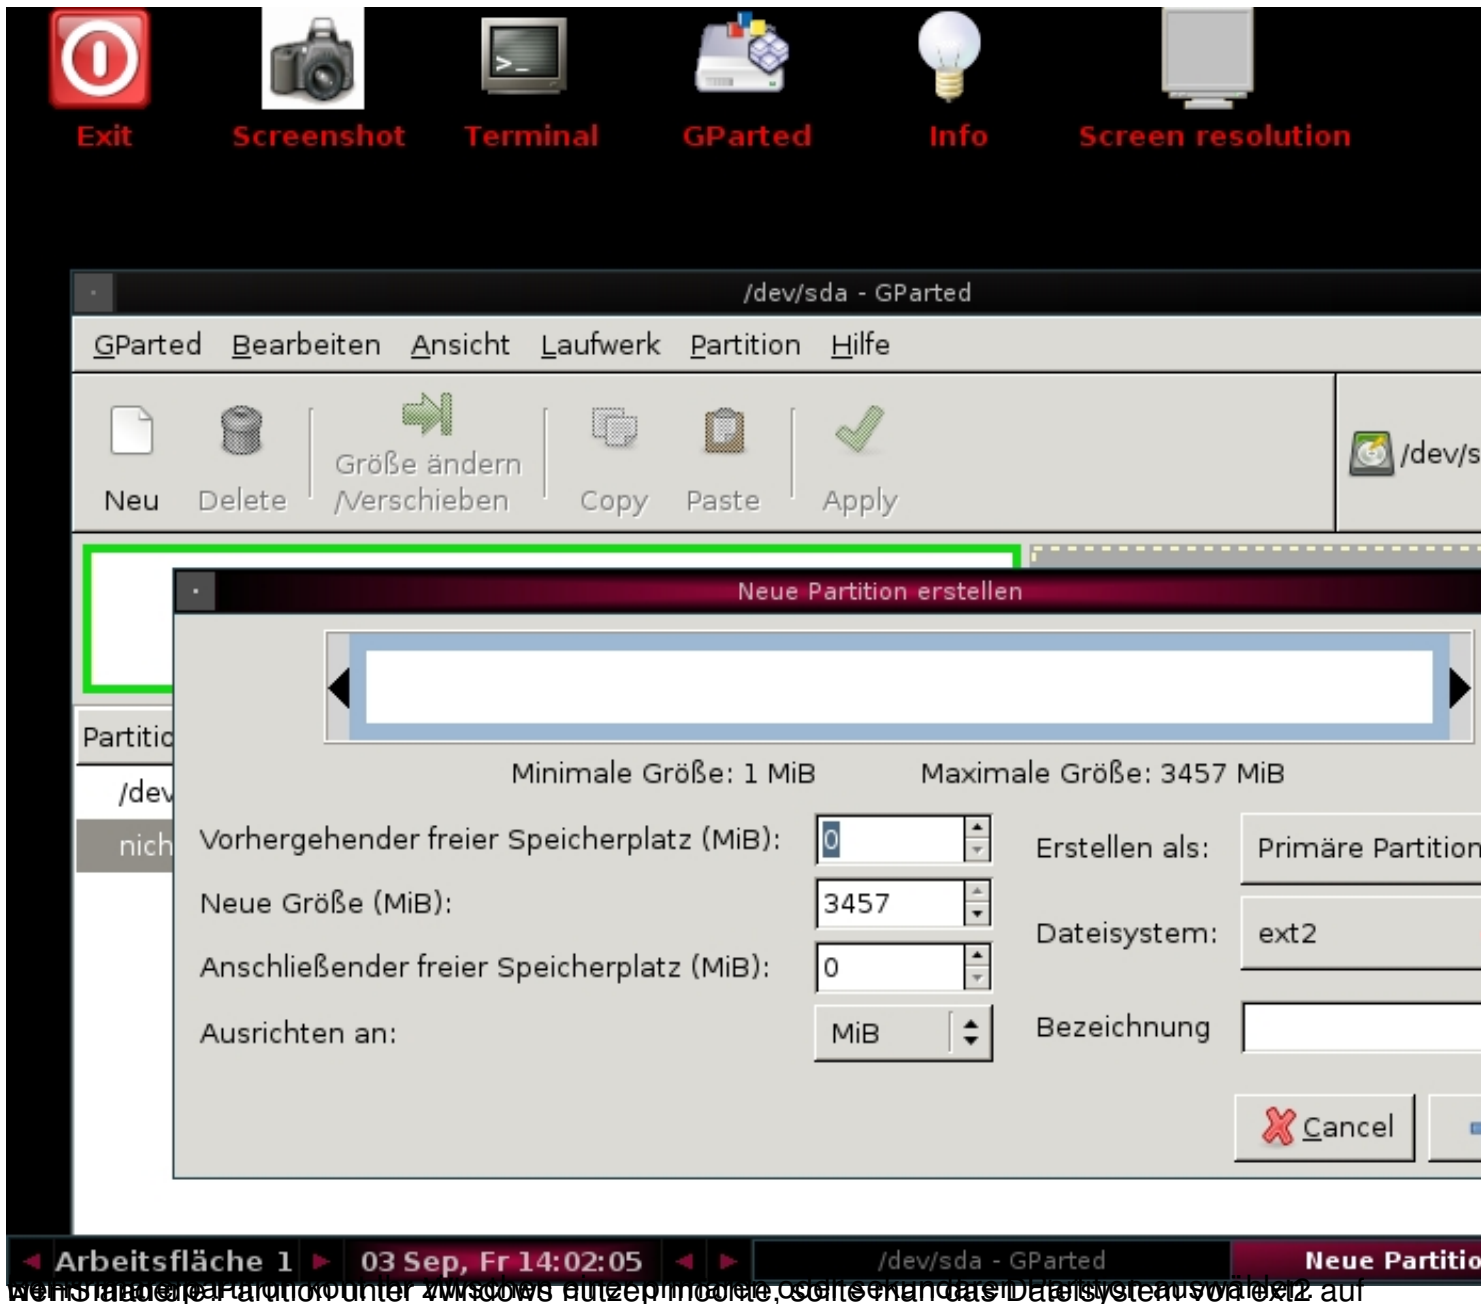 Exit Screenshot Terminal GParted Info Screen resolution
/dev/sda - GParted
GParted Bearbeiten Ansicht Laufwerk Partition Hilfe
Neu Delete Größe ändern
/Verschieben Copy Paste Apply /dev/s
Neue Partition erstellen
Partitio
/dev
nich
Minimale Größe: 1 MiB Maximale Größe: 3457 MiB
Vorhergehender freier Speicherplatz (MiB): 0 Erstellen als: Primäre Partition
Neue Größe (MiB): 3457
Dateisystem: ext2
Anschließender freier Speicherplatz (MiB): 0
Ausrichten an: MiB Bezeichnung
Cancel
Arbeitsfläche 1 03 Sep, Fr 14:02:05 /dev/sda - GParted Neue Partitio